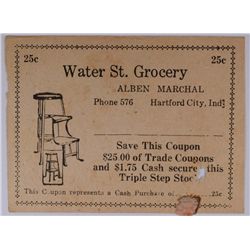 25c 25c
Water St. Grocery
ALBEN MARCHAL
Phone 576 Hartford City, Ind.
Save This Coupon
$25.00 of Trade Coupons
and $1.75 Cash secures this
Triple Step Stool
This Coupon represents a Cash Purchase of 25c